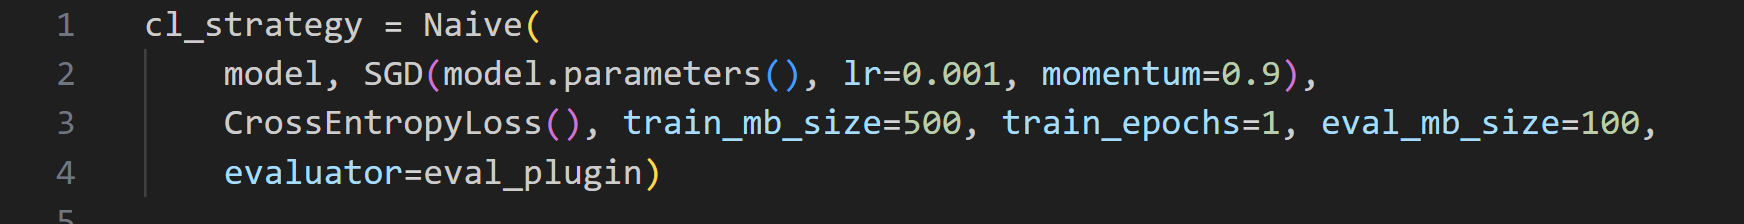 1 cl_strategy = Naive(
2 model, SGD(model.parameters(), lr=0.001, momentum=0.9),
3 CrossEntropyLoss(), train_mb_size=500, train_epochs=1, eval_mb_size=100,
4 evaluator=eval_plugin)
5